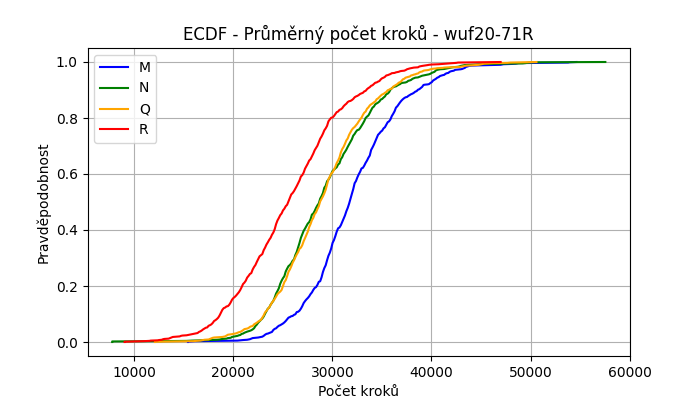 ECDF - Průměrný počet kroků - wuf20-71R
M
N
Q
R
Pravděpodobnost
1.0
0.8
0.6
0.4
0.2
0.0
10000 20000 30000 40000 50000 60000
Počet kroků